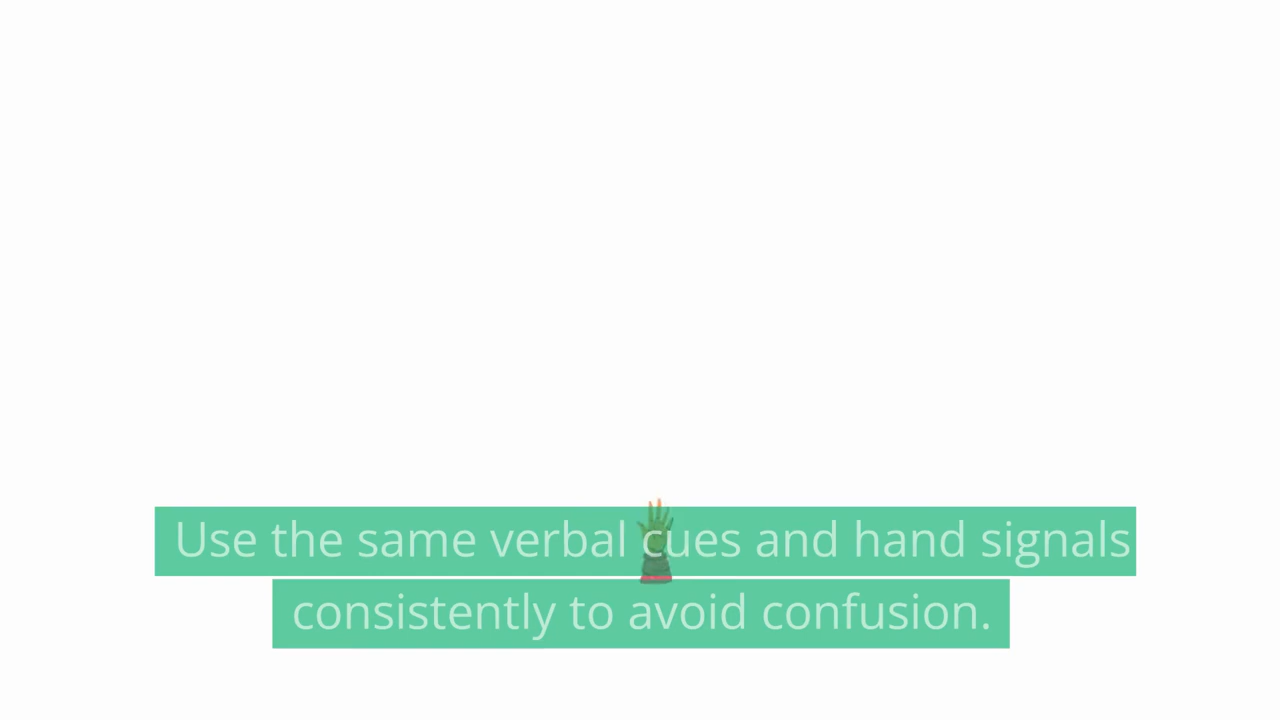 Use the same verbal cues and hand signals
consistently to avoid confusion.